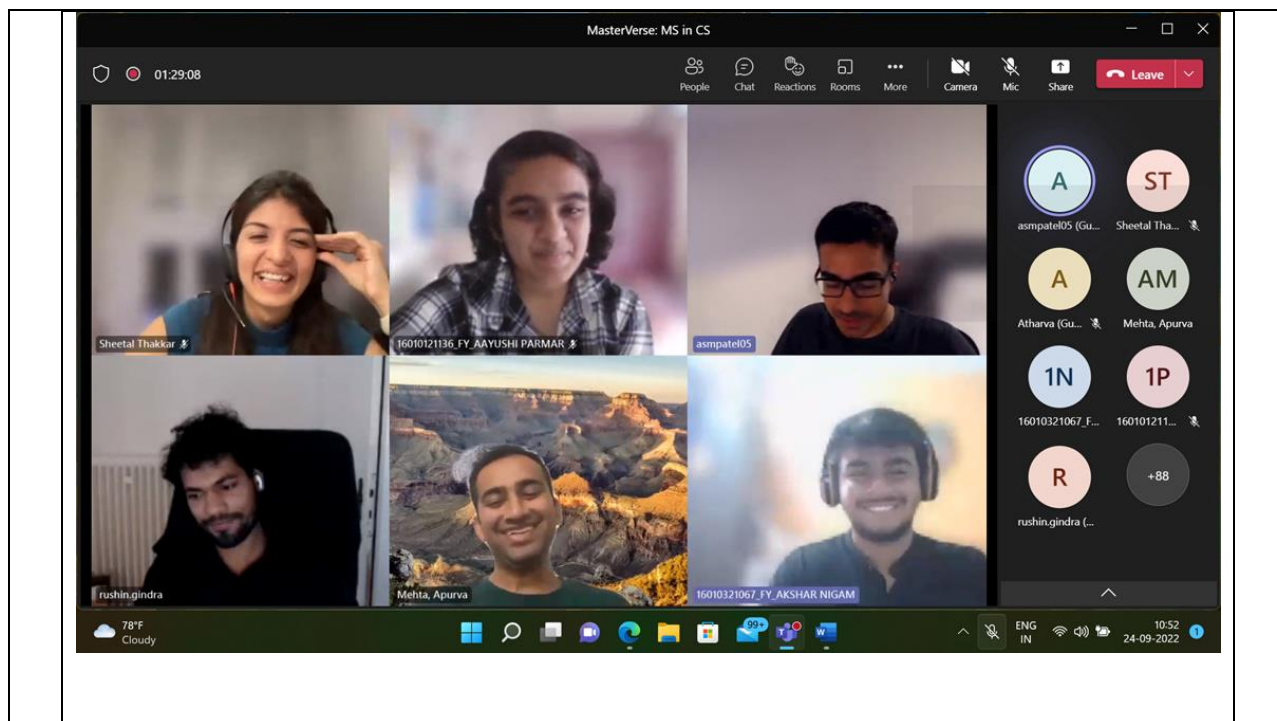 MasterVerse: MS in CS
01:29:08
People Chat Reactions Rooms More Camera Mic Share Leave
A ST
asmpatel05 (Gu... Sheetal Tha...
A AM
Atharva (Gu... Mehta, Apurva
1N 1P
16010321067_F... 160101211...
R +88
rushin.gindra (...
Sheetal Thakkar
16010121136_FY_AAYUSHI PARMAR
asmpatel05
rushin.gindra
Mehta, Apurva
16010321067_FY_AKSHAR NIGAM
78°F
Cloudy
99+
ENG
IN
10:52
24-09-2022
1